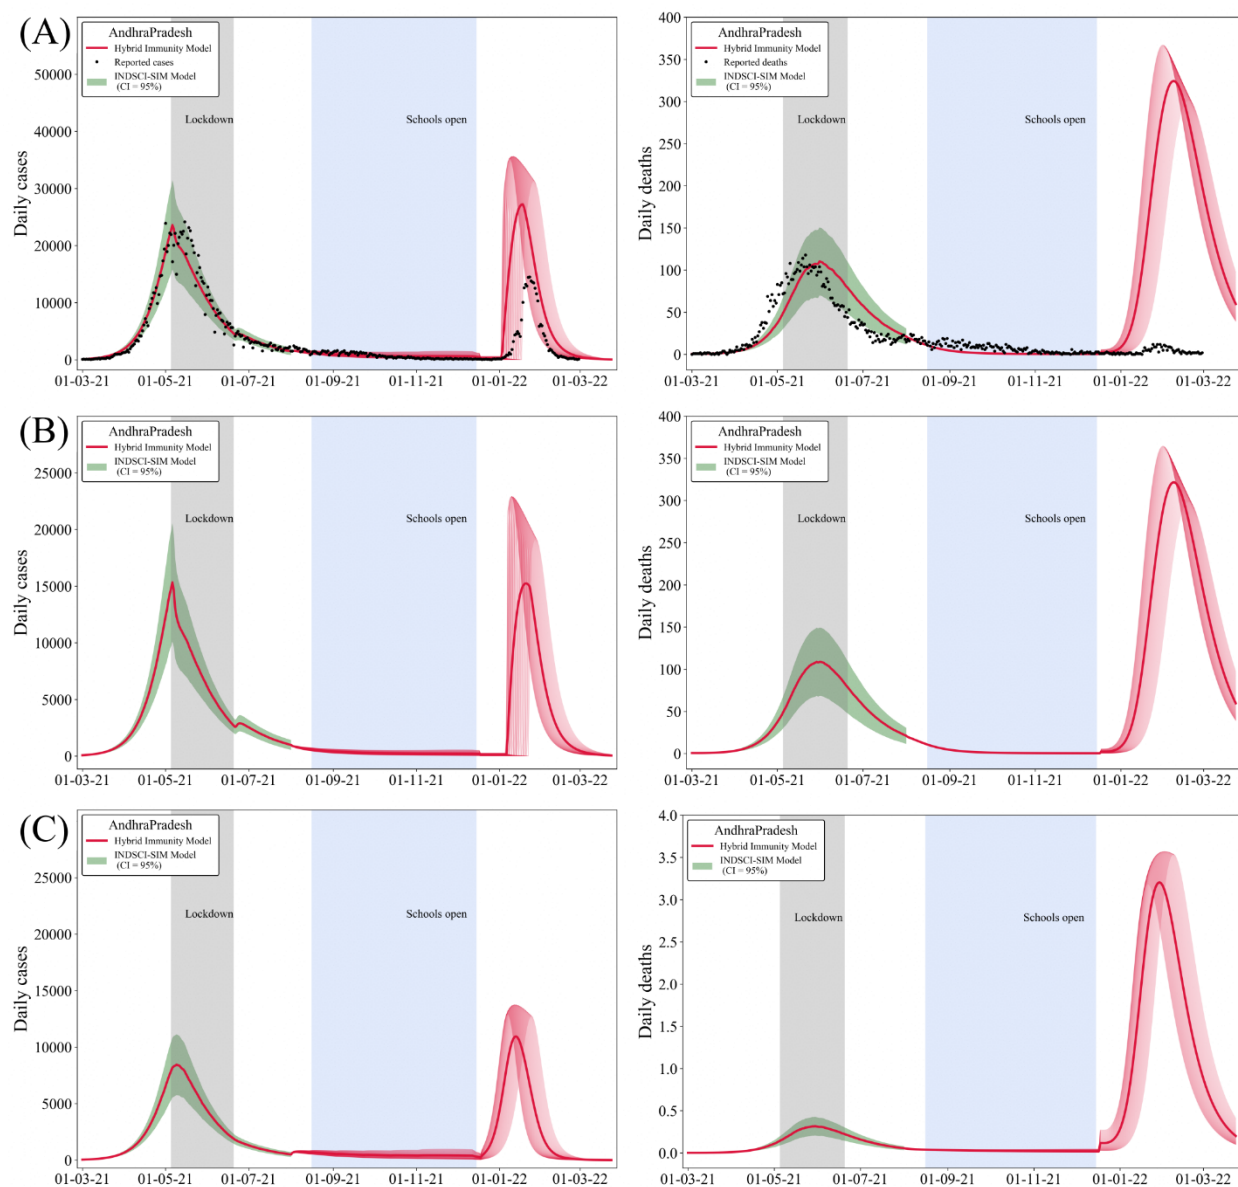 (A)
AndhraPradesh
Hybrid Immunity Model
Reported cases
INDSCI-SIM Model
(CI = 95%)
Lockdown
Schools open
Daily cases
50000
40000
30000
20000
10000
0
01-03-21 01-05-21 01-07-21 01-09-21 01-11-21 01-01-22 01-03-22
AndhraPradesh
Hybrid Immunity Model
Reported deaths
INDSCI-SIM Model
(CI = 95%)
Lockdown
Schools open
Daily deaths
400
350
300
250
200
150
100
50
0
01-03-21 01-05-21 01-07-21 01-09-21 01-11-21 01-01-22 01-03-22
(B)
AndhraPradesh
Hybrid Immunity Model
INDSCI-SIM Model
(CI = 95%)
Lockdown
Schools open
Daily cases
25000
20000
15000
10000
5000
0
01-03-21 01-05-21 01-07-21 01-09-21 01-11-21 01-01-22 01-03-22
AndhraPradesh
Hybrid Immunity Model
INDSCI-SIM Model
(CI = 95%)
Lockdown
Schools open
Daily deaths
400
350
300
250
200
150
100
50
0
01-03-21 01-05-21 01-07-21 01-09-21 01-11-21 01-01-22 01-03-22
(C)
AndhraPradesh
Hybrid Immunity Model
INDSCI-SIM Model
(CI = 95%)
Lockdown
Schools open
Daily cases
25000
20000
15000
10000
5000
0
01-03-21 01-05-21 01-07-21 01-09-21 01-11-21 01-01-22 01-03-22
AndhraPradesh
Hybrid Immunity Model
INDSCI-SIM Model
(CI = 95%)
Lockdown
Schools open
Daily deaths
4.0
3.5
3.0
2.5
2.0
1.5
1.0
0.5
0.0
01-03-21 01-05-21 01-07-21 01-09-21 01-11-21 01-01-22 01-03-22